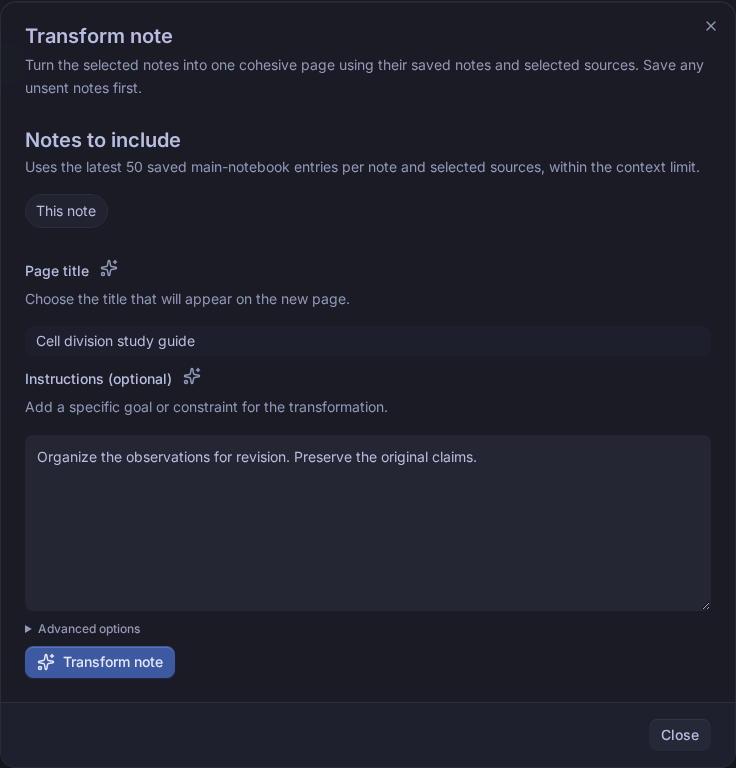 Transform note
Turn the selected notes into one cohesive page using their saved notes and selected sources. Save any
unsent notes first.
Notes to include
Uses the latest 50 saved main-notebook entries per note and selected sources, within the context limit.
This note
Page title
Choose the title that will appear on the new page.
Cell division study guide
Instructions (optional)
Add a specific goal or constraint for the transformation.
Organize the observations for revision. Preserve the original claims.
Advanced options
Transform note
Close